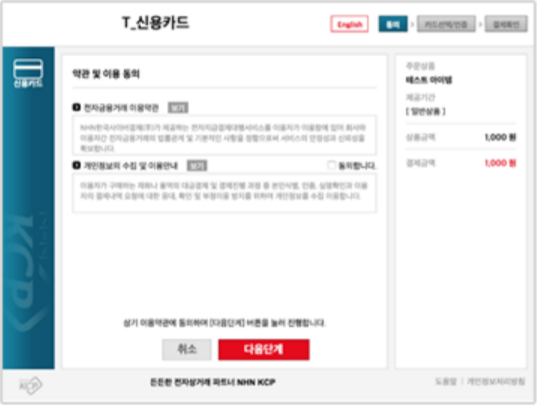 T_신용카드
English
동의 > 카드선택/인증 > 결제확인
신용카드
약관 및 이용 동의
전자금융거래 이용약관 보기
NHN한국사이버결제(주)가 제공하는 전자지급결제대행서비스를 이용자가 이용함에 있어 회사와
이용자간 전자금융거래의 법률관계 및 기본적인 사항을 정함으로써 서비스의 안정성과 신뢰성을
확보합니다.
개인정보의 수집 및 이용안내 보기 동의합니다.
이용자가 구매하는 재화나 용역의 대금결제 및 결제진행 과정 중 본인식별, 인증, 실명확인과 이용
자의 결제내역 요청에 대한 응대, 확인 및 부정이용 방지를 위하여 개인정보를 수집 이용합니다.
상기 이용약관에 동의하며 [다음단계] 버튼을 눌러 진행합니다.
취소 다음단계
주문상품
테스트 아이템
제공기간
[ 일반상품 ]
상품금액 1,000 원
결제금액 1,000 원
NHN KCP
KCP
든든한 전자상거래 파트너 NHN KCP
도움말 | 개인정보처리방침